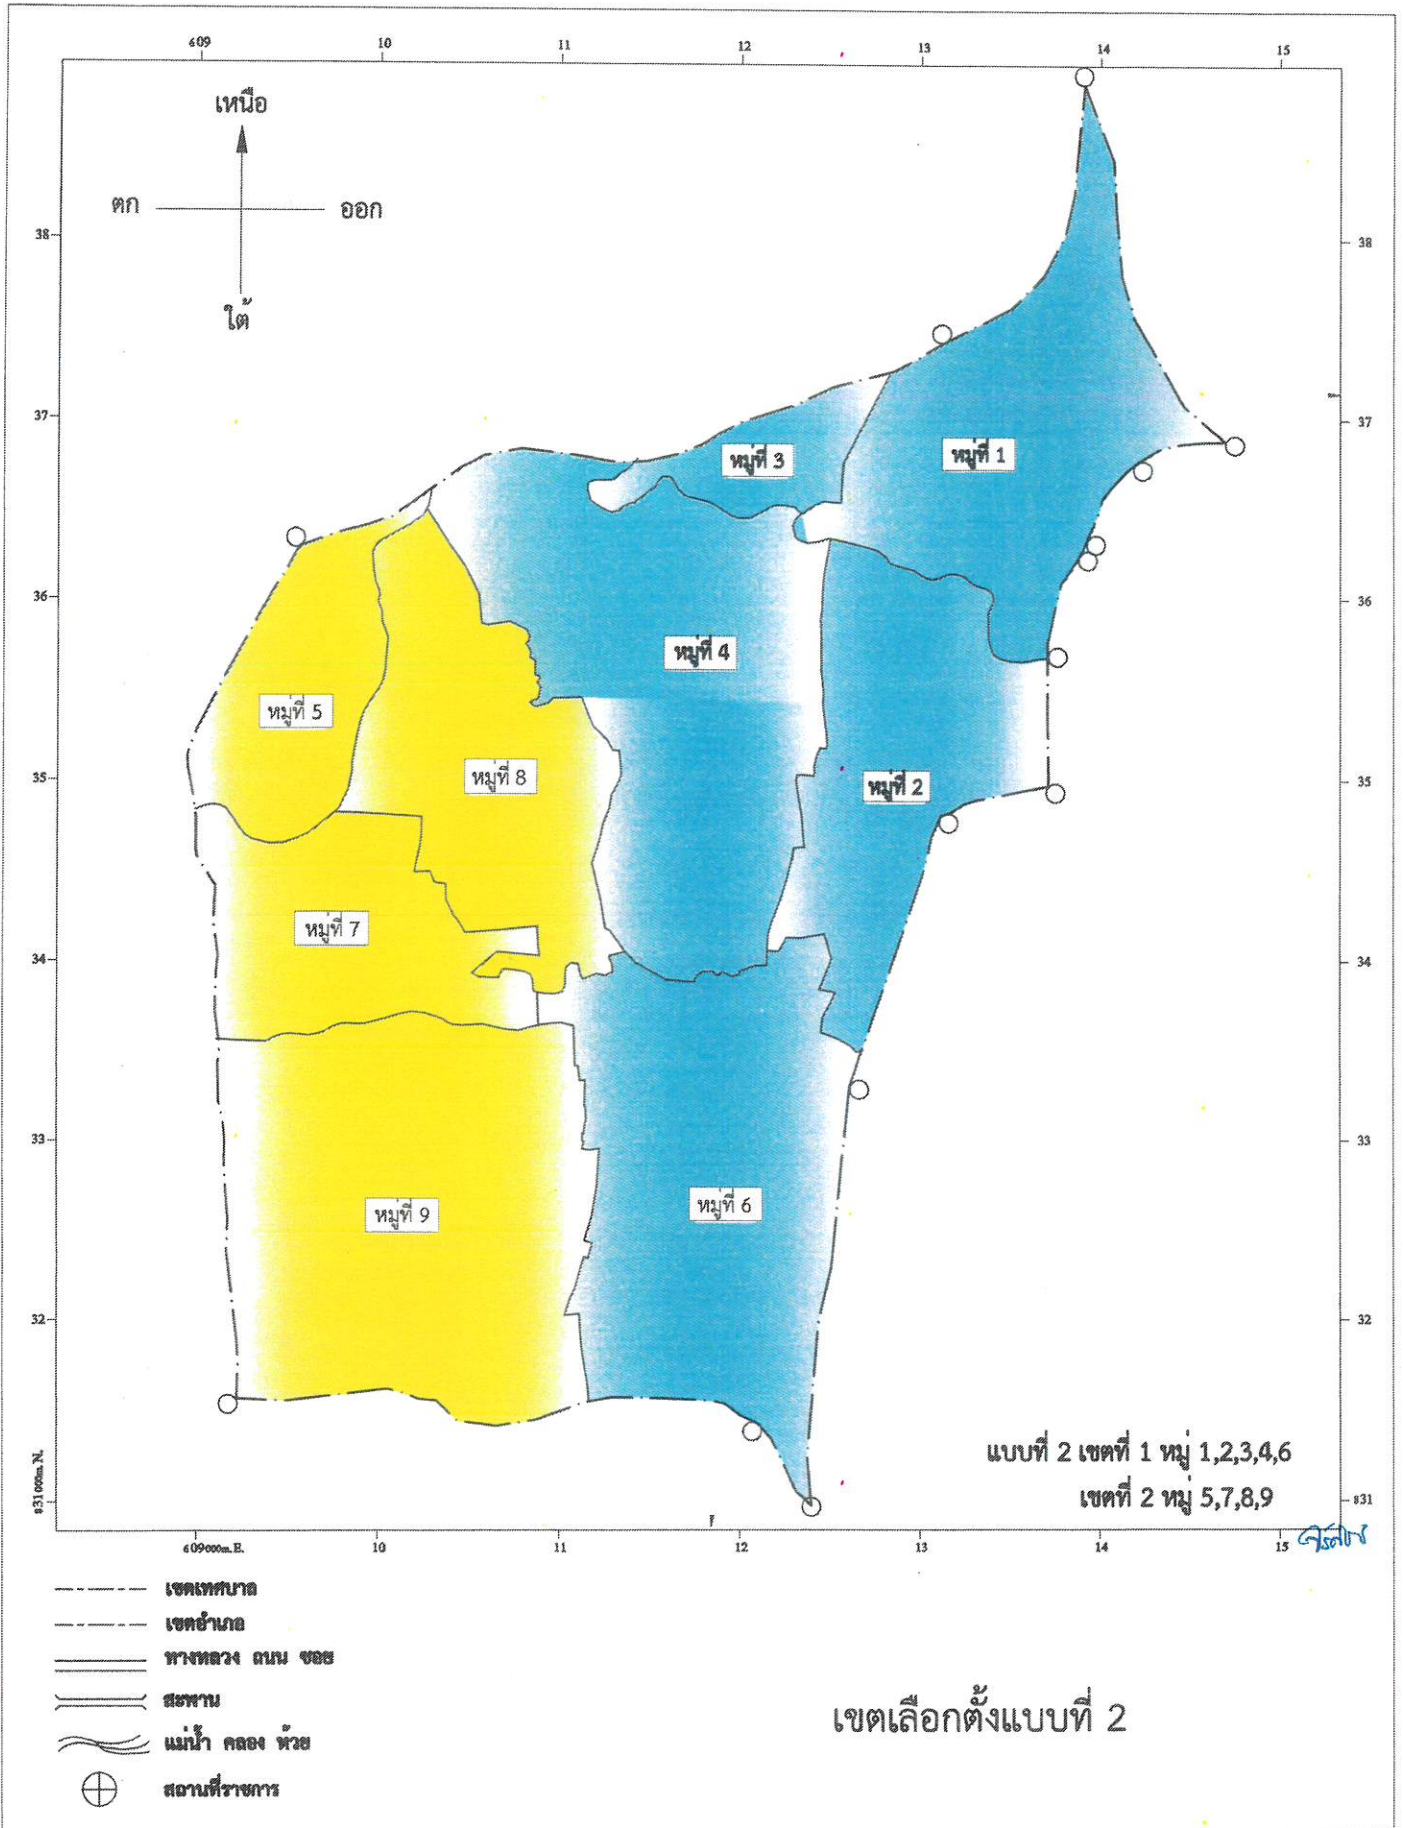 609 10 11 12 13 14 15
เหนือ
ตก ออก
ใต้
38 38
37 37
หมู่ที่ 3 หมู่ที่ 1
36 36
หมู่ที่ 4
หมู่ที่ 5
หมู่ที่ 8
35 35
หมู่ที่ 2
หมู่ที่ 7
34 34
33 33
หมู่ที่ 9 หมู่ที่ 6
32 32
แบบที่ 2 เขตที่ 1 หมู่ 1,2,3,4,6
เขตที่ 2 หมู่ 5,7,8,9
831000m.N. 831
609000m.E. 10 11 12 13 14 15
เขตเทศบาล
เขตอำเภอ
ทางหลวง ถนน ซอย
สะพาน
แม่น้ำ คลอง ห้วย
สถานที่ราชการ
เขตเลือกตั้งแบบที่ 2